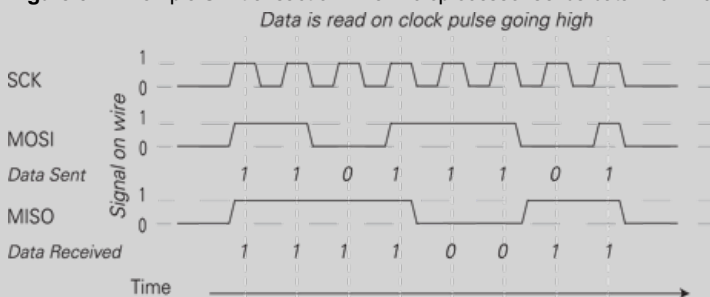 Data is read on clock pulse going high
1
SCK
0
1
MOSI
0
Data Sent 1 1 0 1 1 1 0 1
1
MISO
0
Signal on wire
Data Received 1 1 1 1 0 0 1 1
Time